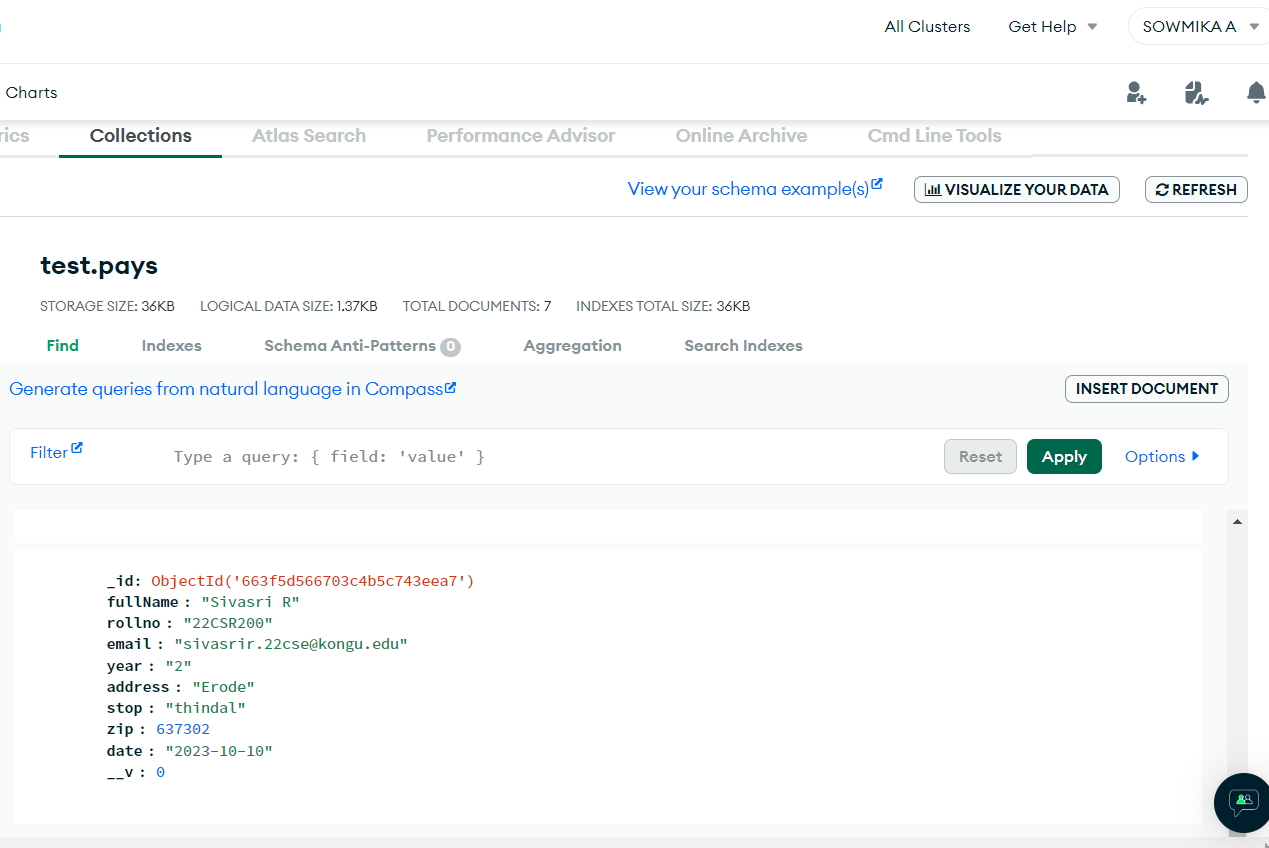 All Clusters Get Help SOWMIKA A
Charts
rics Collections Atlas Search Performance Advisor Online Archive Cmd Line Tools
View your schema example(s) VISUALIZE YOUR DATA REFRESH
test.pays
STORAGE SIZE: 36KB LOGICAL DATA SIZE: 1.37KB TOTAL DOCUMENTS: 7 INDEXES TOTAL SIZE: 36KB
Find Indexes Schema Anti-Patterns 0 Aggregation Search Indexes
Generate queries from natural language in Compass INSERT DOCUMENT
Filter Type a query: { field: 'value' } Reset Apply Options
_id: ObjectId('663f5d566703c4b5c743eea7')
fullName : "Sivasri R"
rollno : "22CSR200"
email : "sivasrir.22cse@kongu.edu"
year : "2"
address : "Erode"
stop : "thindal"
zip : 637302
date : "2023-10-10"
__v : 0